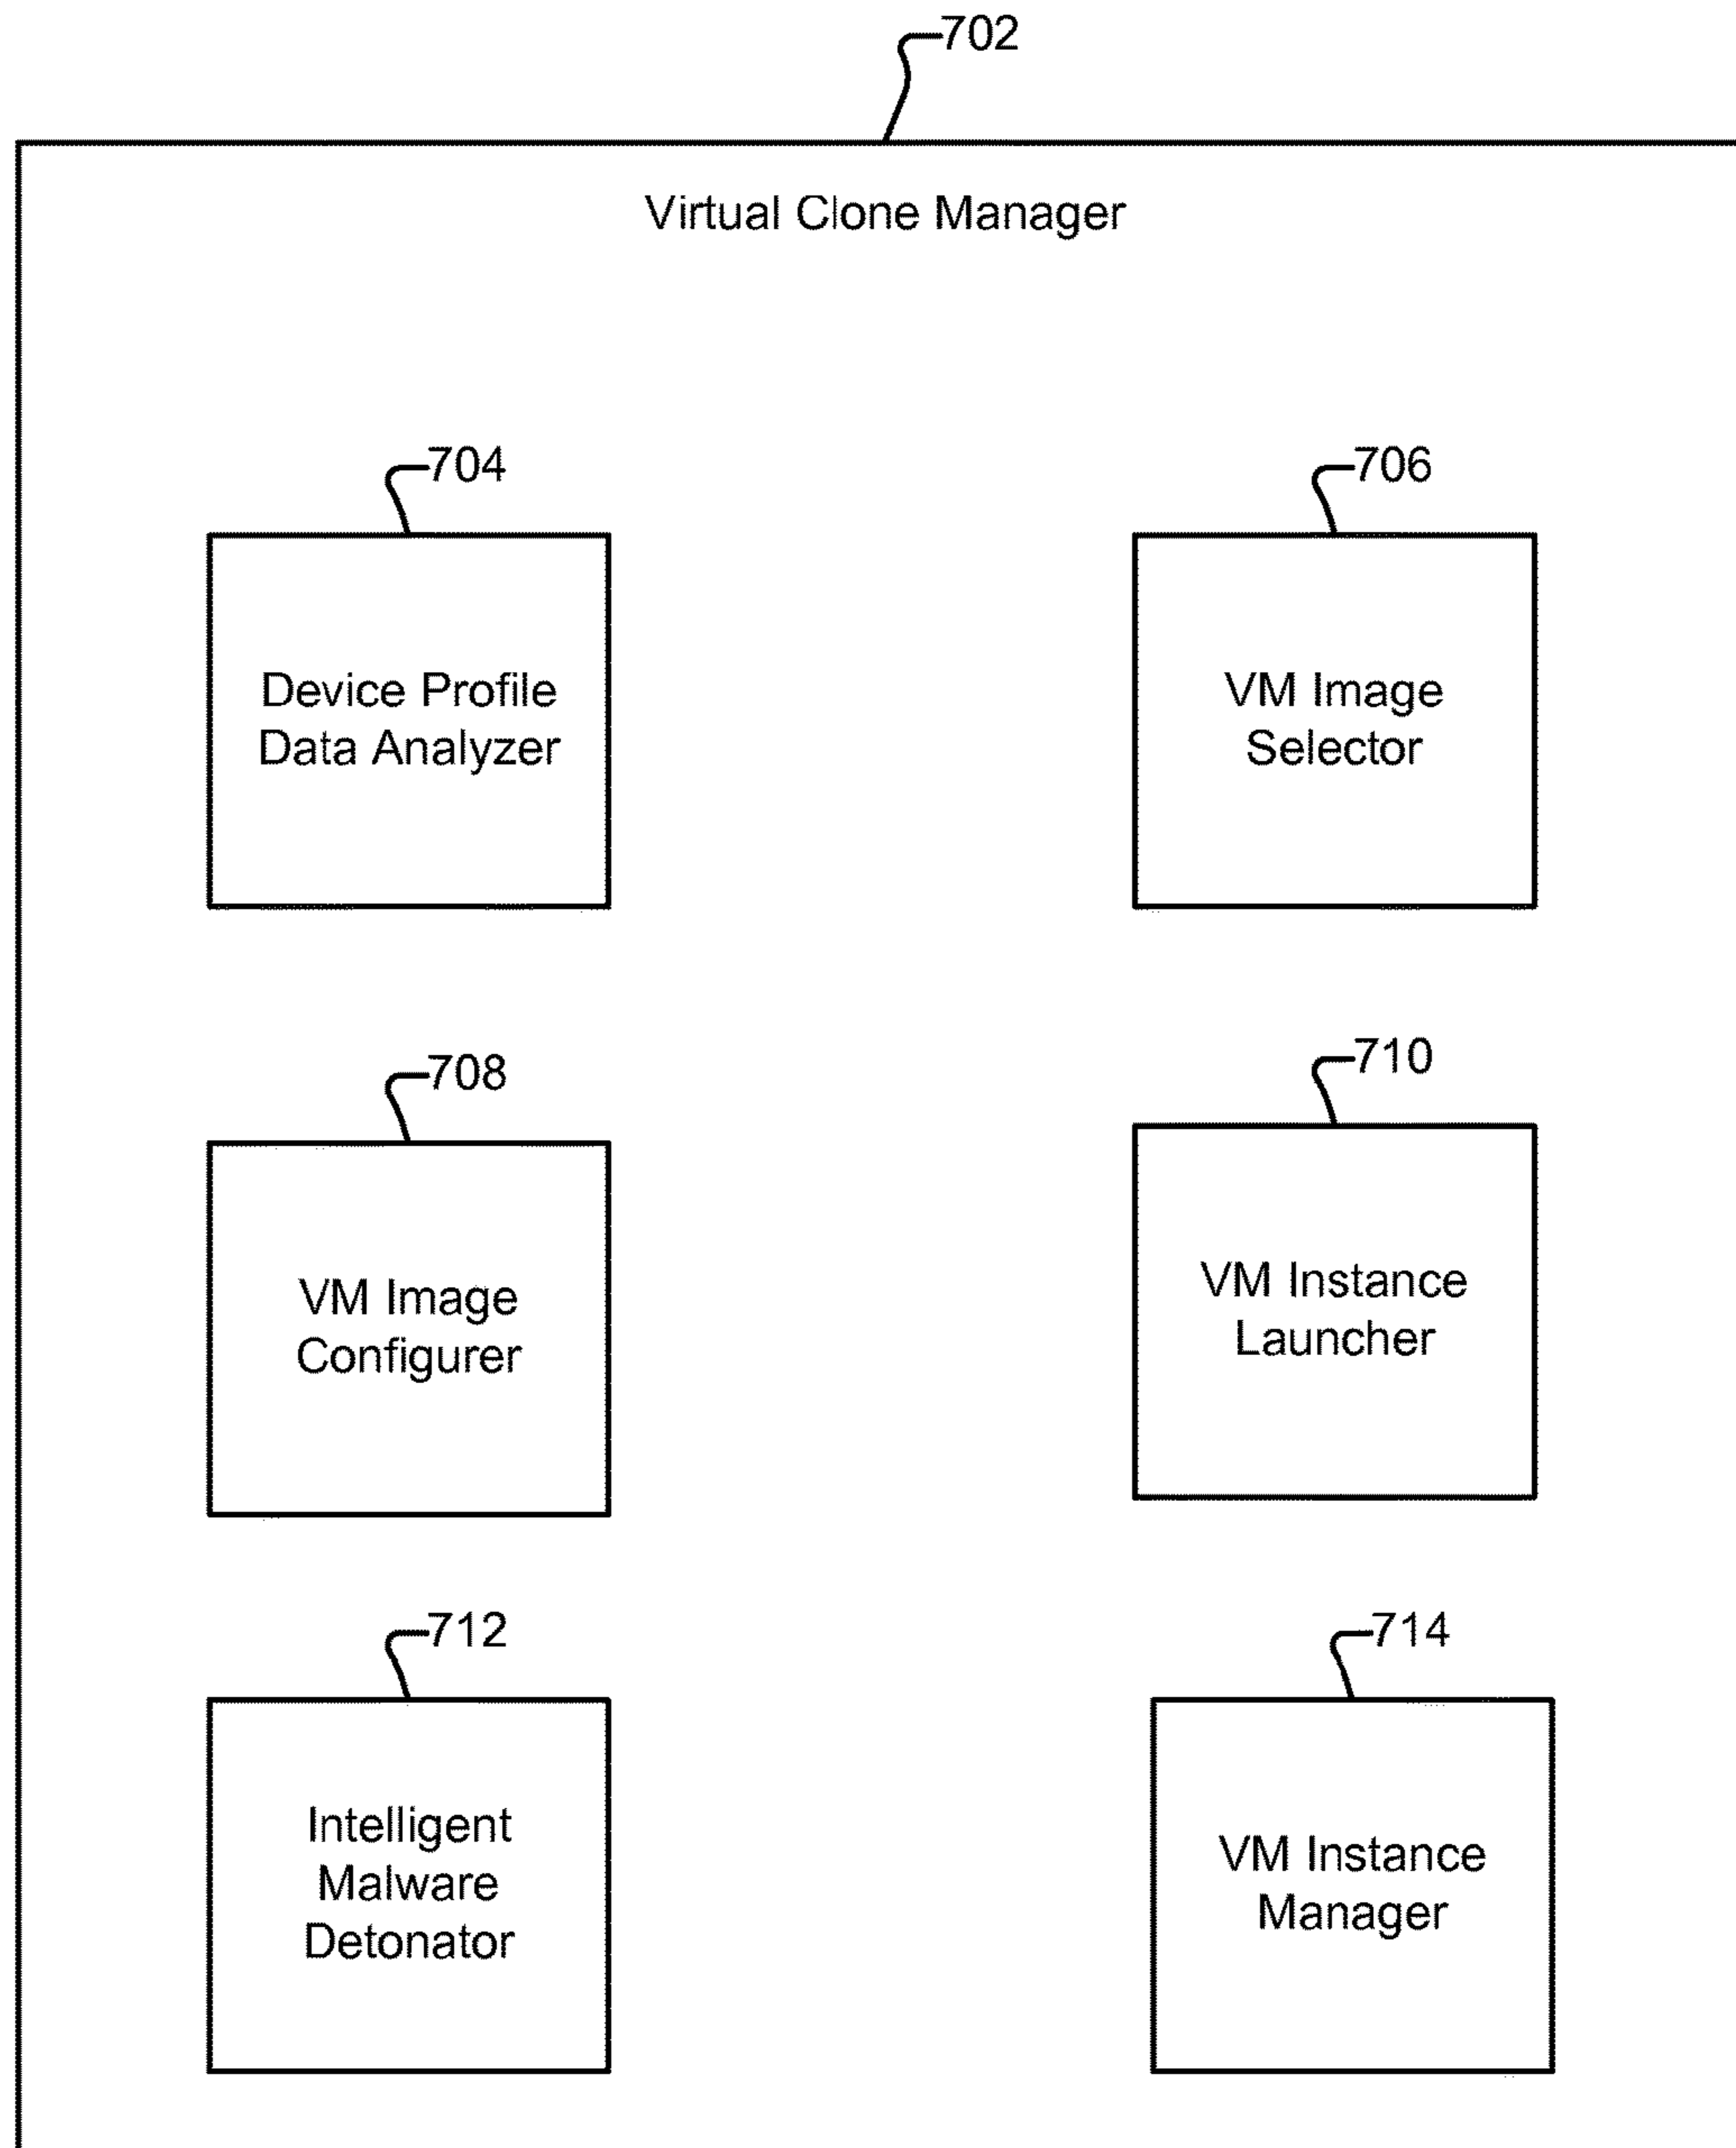 702
Virtual Clone Manager
704
706
Device Profile
Data Analyzer
VM Image
Selector
708
710
VM Image
Configurer
VM Instance
Launcher
712
714
Intelligent
Malware
Detonator
VM Instance
Manager